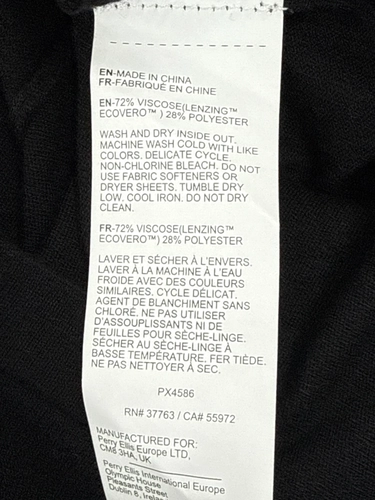 EN-MADE IN CHINA
FR-FABRIQUÉ EN CHINE
EN-72% VISCOSE(LENZING™
ECOVERO™ ) 28% POLYESTER
WASH AND DRY INSIDE OUT.
MACHINE WASH COLD WITH LIKE
COLORS. DELICATE CYCLE.
NON-CHLORINE BLEACH. DO NOT
USE FABRIC SOFTENERS OR
DRYER SHEETS. TUMBLE DRY
LOW. COOL IRON. DO NOT DRY
CLEAN.
FR-72% VISCOSE(LENZING™
ECOVERO™) 28% POLYESTER
LAVER ET SÉCHER À L'ENVERS.
LAVER À LA MACHINE À L'EAU
FROIDE AVEC DES COULEURS
SIMILAIRES. CYCLE DÉLICAT.
AGENT DE BLANCHIMENT SANS
CHLORE. NE PAS UTILISER
D'ASSOUPLISSANTS NI DE
FEUILLES POUR SÈCHE-LINGE.
SÉCHER AU SÈCHE-LINGE À
BASSE TEMPÉRATURE. FER TIÈDE.
NE PAS NETTOYER À SEC.
PX4586
RN# 37763 / CA# 55972
MANUFACTURED FOR:
Perry Ellis Europe LTD,
CM8 3HA, UK
Perry Ellis International Europe
Olympic House
Pleasants Street
Dublin 8, Ireland